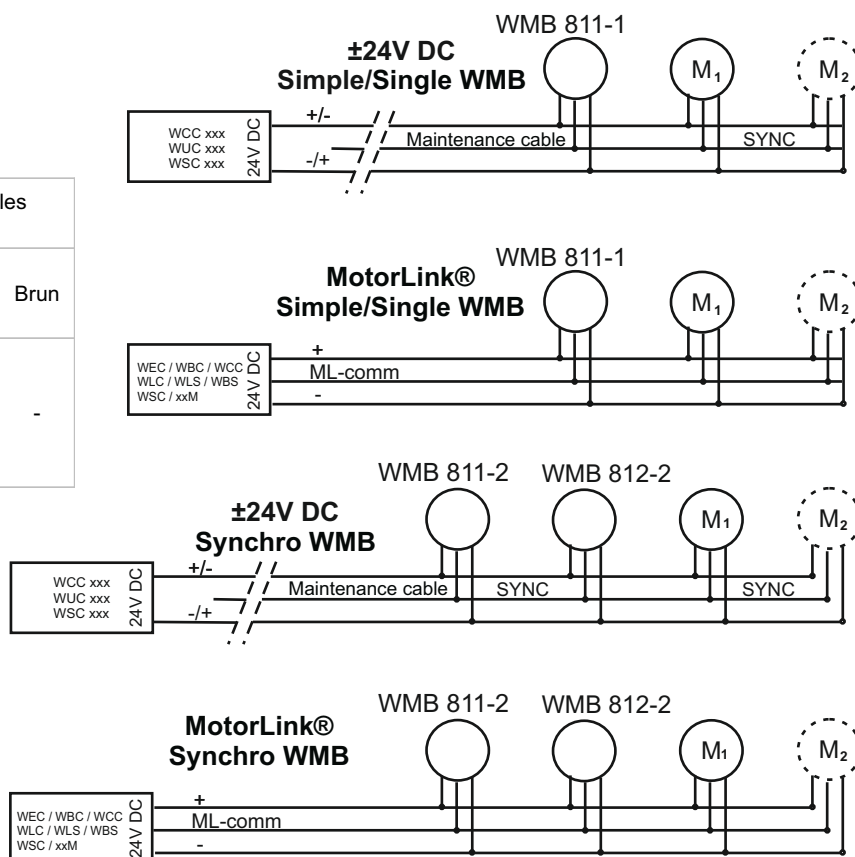 les
Brun
-
WMB 811-1
±24V DC
Simple/Single WMB
M1
M2
WCC xxx
WUC xxx
WSC xxx
24V DC
+/-
Maintenance cable
SYNC
-/+
WMB 811-1
MotorLink®
Simple/Single WMB
M1
M2
WEC / WBC / WCC
WLC / WLS / WBS
WSC / xxM
24V DC
+
ML-comm
-
WMB 811-2 WMB 812-2
±24V DC
Synchro WMB
M1
M2
WCC xxx
WUC xxx
WSC xxx
24V DC
+/-
Maintenance cable
SYNC
SYNC
-/+
WMB 811-2 WMB 812-2
MotorLink®
Synchro WMB
M1
M2
WEC / WBC / WCC
WLC / WLS / WBS
WSC / xxM
24V DC
+
ML-comm
-